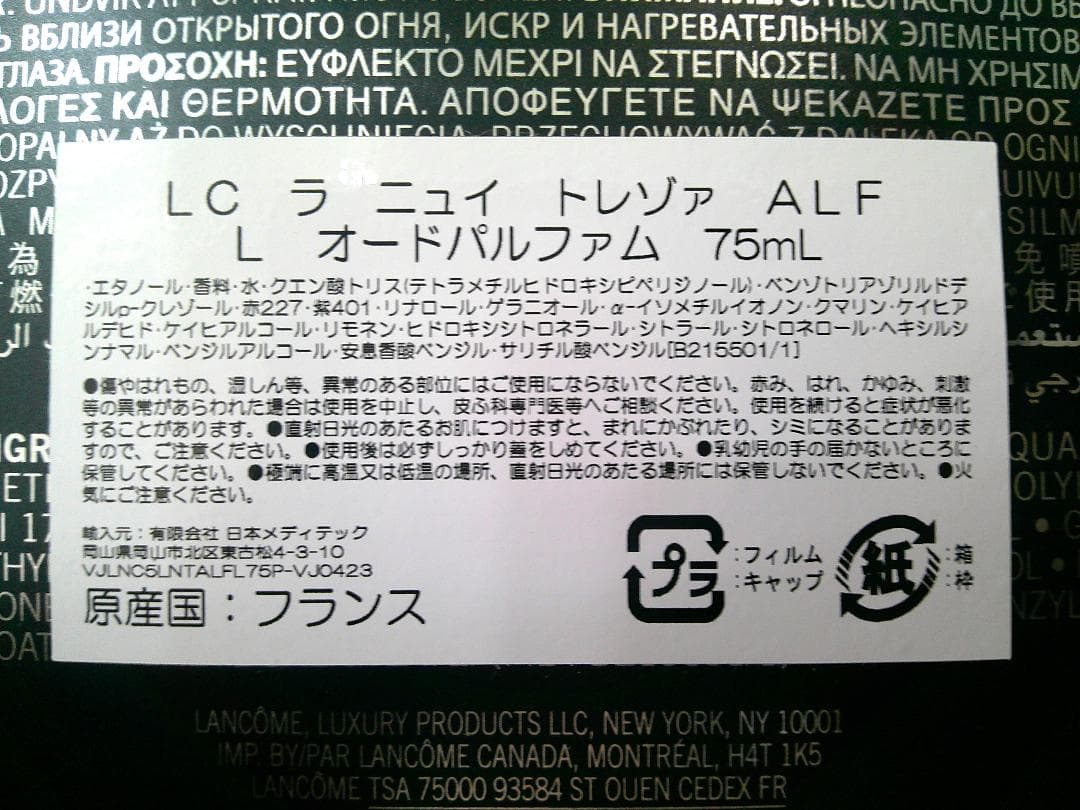 Ь ВБЛИЗИ ОТКРЫТОГО ОГНЯ, ИСКР И НАГРЕВАТЕЛЬНЫХ ЭЛЕМЕНТОВ
ГЛАЗА. ΠΡΟΣΟΧΗ: ΕΥΦΛΕΚΤΟ ΜΕΧΡΙ ΝΑ ΣΤΕΓΝΩΣΕΙ. ΝΑ ΜΗ ΧΡΗΣΙΜ
ΛΟΓΕΣ ΚΑΙ ΘΕΡΜΟΤΗΤΑ. ΑΠΟΦΕΥΓΕΤΕ ΝΑ ΨΕΚΑΖΕΤΕ ΠΡΟΣ
OPALNY AŻ DO WYSCHNIĘCIA. PRZECHOWYWAĆ Z DALEKA OD OGNI
LC ラ ニュイ トレゾァ ALF
L オードパルファム 75mL
・エタノール・香料・水・クエン酸トリス(テトラメチルヒドロキシピペリジノール)・ベンゾトリアゾリルドデ
シルp-クレゾール・赤227・紫401・リナロール・ゲラニオール・α-イソメチルイオノン・クマリン・ケイヒア
ルデヒド・ケイヒアルコール・リモネン・ヒドロキシシトロネラール・シトラール・シトロネロール・ヘキシルシ
ンナマル・ベンジルアルコール・安息香酸ベンジル・サリチル酸ベンジル[B215501/1]
●傷やはれもの、湿しん等、異常のある部位にはご使用にならないでください。赤み、はれ、かゆみ、刺激
等の異常があらわれた場合は使用を中止し、皮ふ科専門医等へご相談ください。使用を続けると症状が悪化
することがあります。●直射日光のあたるお肌につけますと、まれにかぶれたり、シミになることがありま
すので、ご注意ください。●使用後は必ずしっかり蓋をしめてください。●乳幼児の手の届かないところに
保管してください。●極端に高温又は低温の場所、直射日光のあたる場所には保管しないでください。●火
気にご注意ください。
輸入元：有限会社 日本メディテック
岡山県岡山市北区東古松4-3-10
VJLNC5LNTALFL75P-VJ0423
原産国：フランス
プラ ：フィルム
：キャップ
紙 ：箱
：枠
LANCÔME, LUXURY PRODUCTS LLC, NEW YORK, NY 10001
IMP. BY/PAR LANCÔME CANADA, MONTRÉAL, H4T 1K5
LANCÔME TSA 75000 93584 ST OUEN CEDEX FR